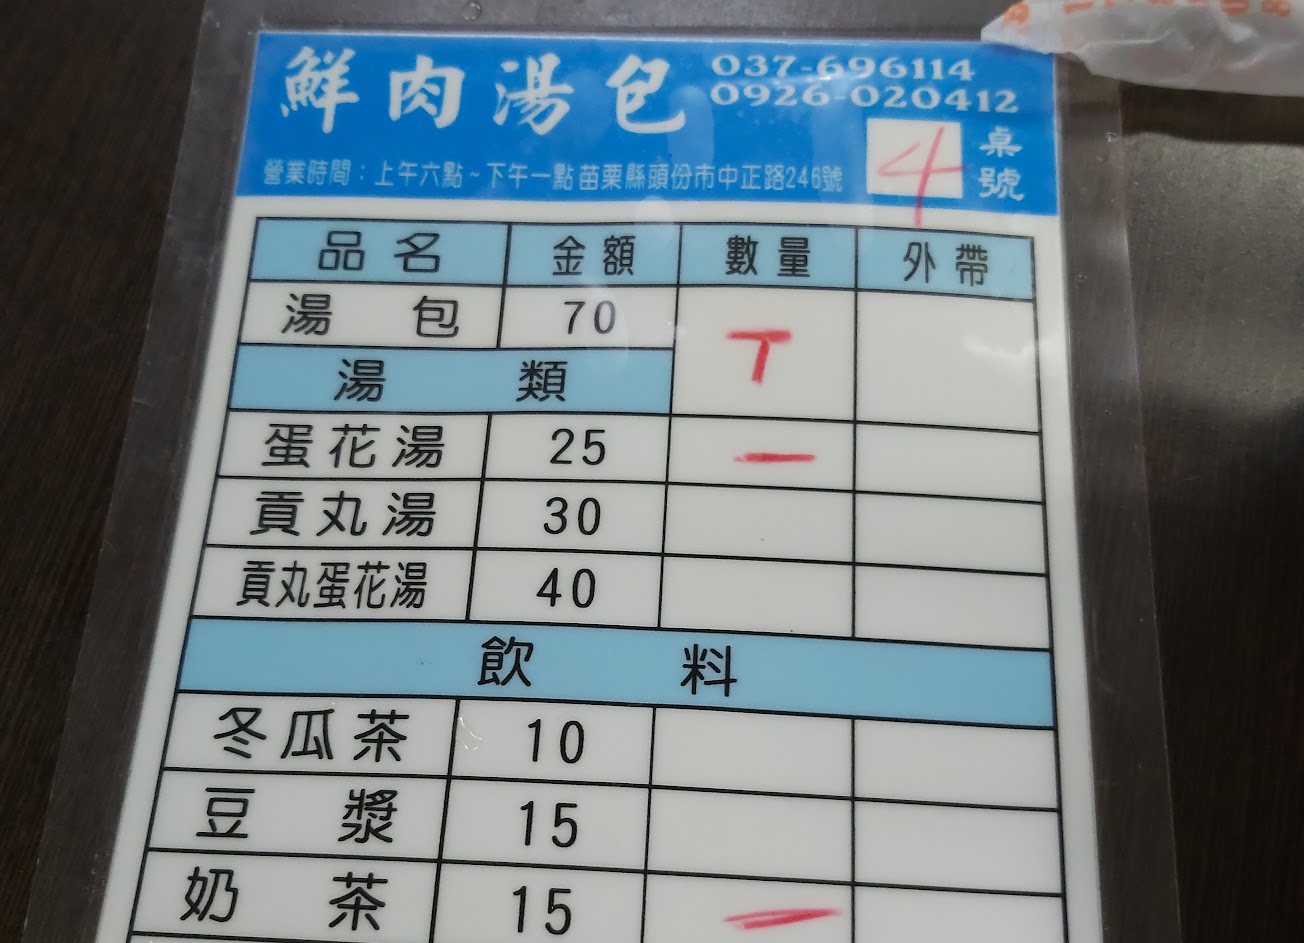 鮮肉湯包 037-696114
0926-020412
4 桌號
營業時間：上午六點~下午一點 苗栗縣頭份市中正路246號
品名 金額 數量 外帶
湯包 70 T
湯類
蛋花湯 25 一
貢丸湯 30
貢丸蛋花湯 40
飲料
冬瓜茶 10
豆漿 15
奶茶 15 一